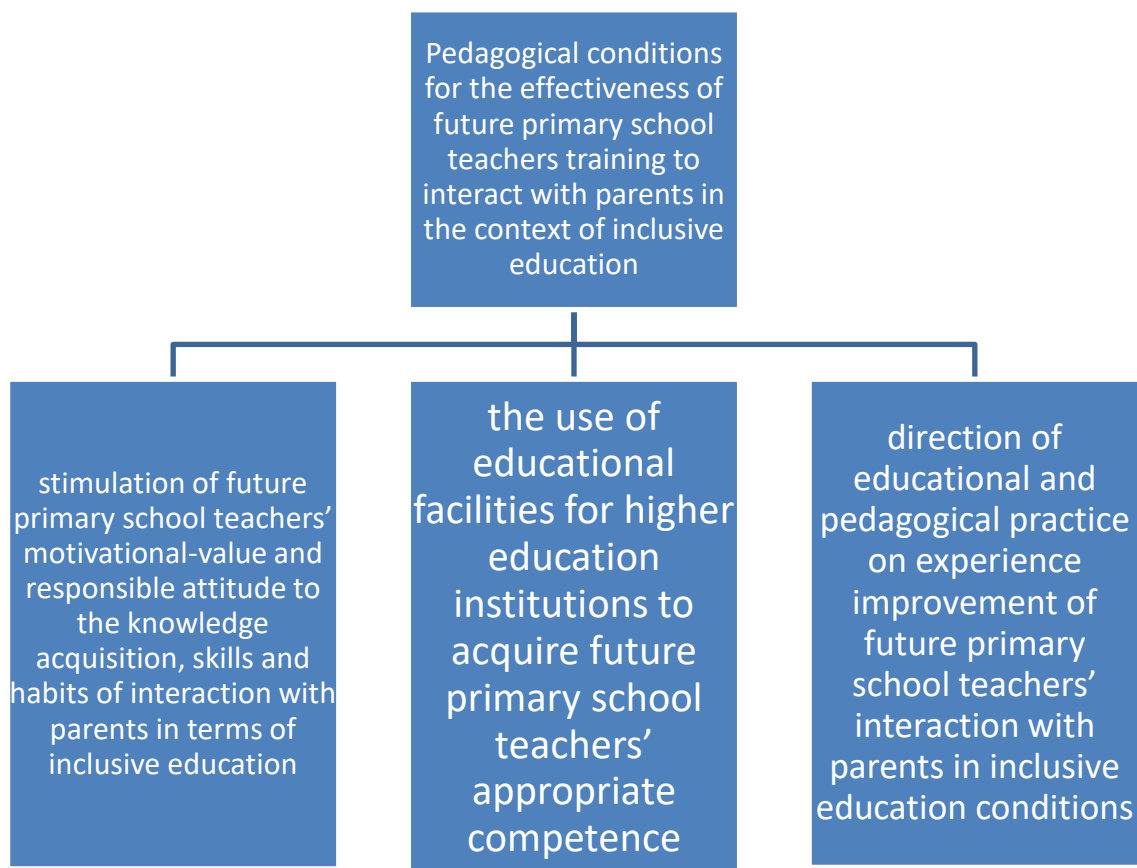 Pedagogical conditions
for the effectiveness of
future primary school
teachers training to
interact with parents in
the context of inclusive
education
stimulation of future
primary school teachers’
motivational-value and
responsible attitude to
the knowledge
acquisition, skills and
habits of interaction with
parents in terms of
inclusive education
the use of
educational
facilities for higher
education
institutions to
acquire future
primary school
teachers’
appropriate
competence
direction of
educational and
pedagogical practice
on experience
improvement of
future primary
school teachers’
interaction with
parents in inclusive
education conditions